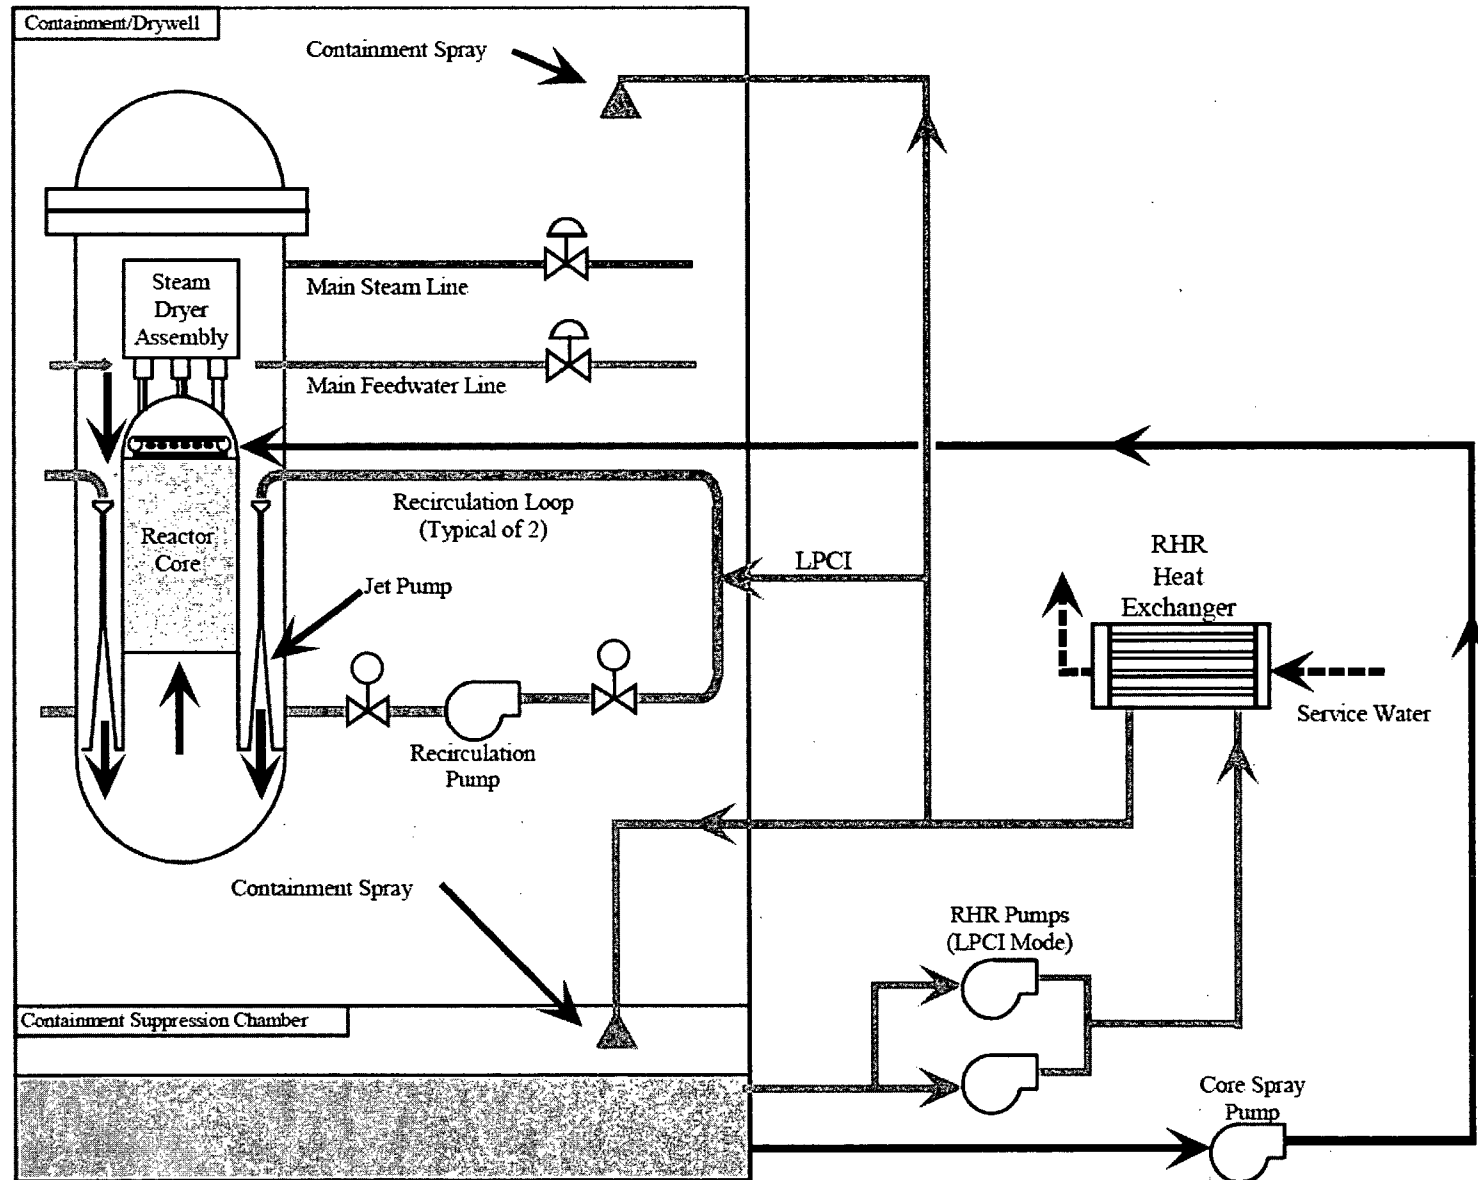 Containment/Drywell
Containment Spray
Steam
Dryer
Assembly
Main Steam Line
Main Feedwater Line
Recirculation Loop
(Typical of 2)
Reactor
Core
Jet Pump
LPCI
RHR
Heat
Exchanger
Service Water
Recirculation
Pump
Containment Spray
RHR Pumps
(LPCI Mode)
Containment Suppression Chamber
Core Spray
Pump